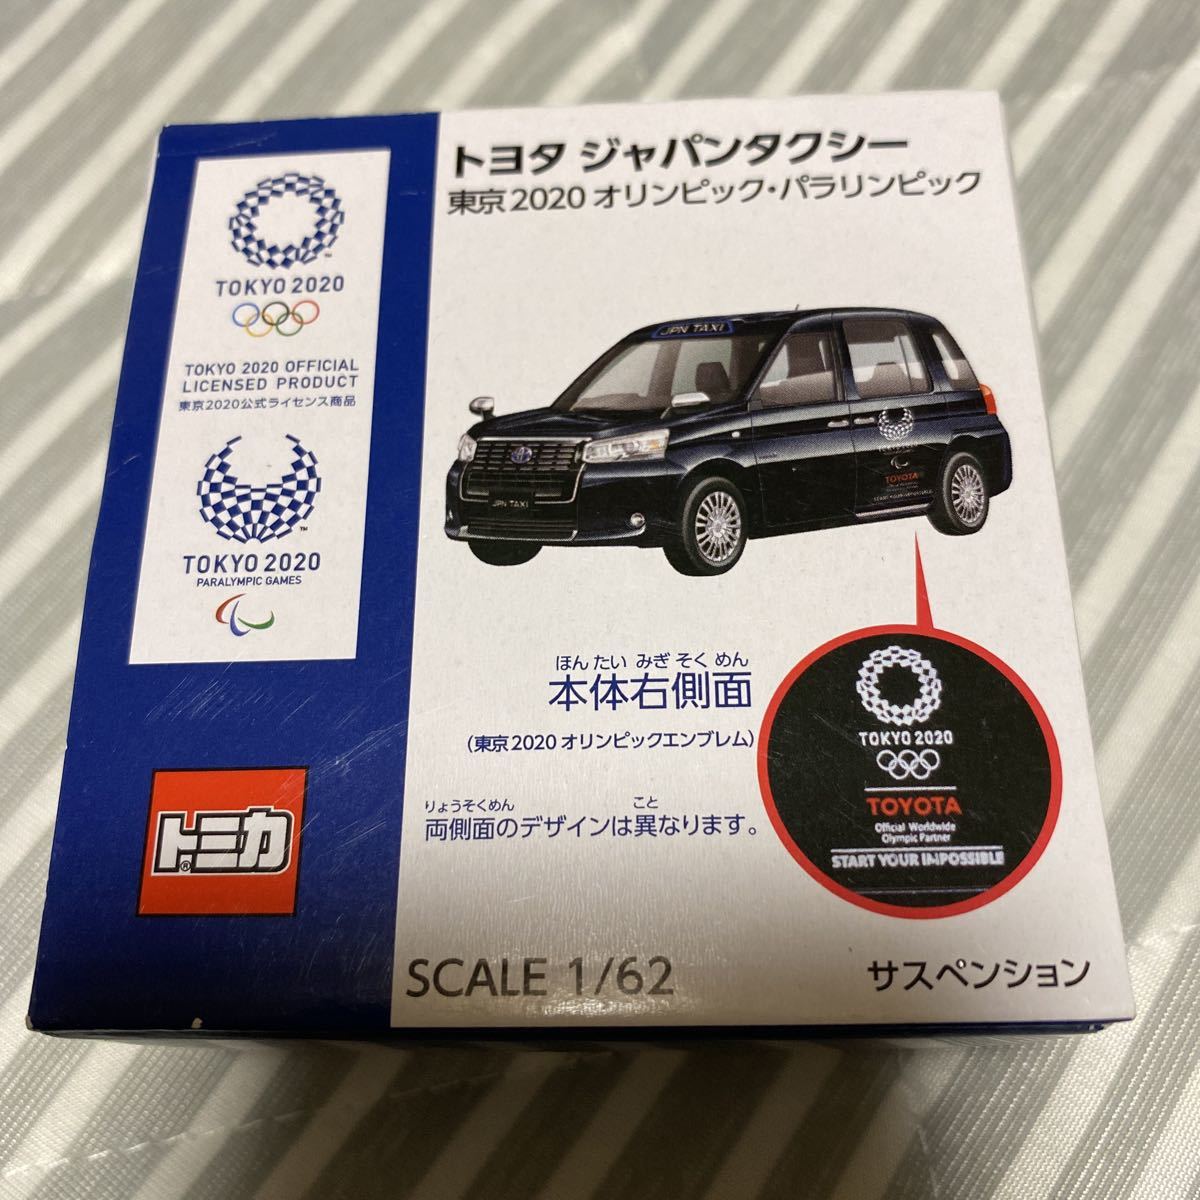 トヨタ ジャパンタクシー
東京2020 オリンピック・パラリンピック
TOKYO 2020
TOKYO 2020 OFFICIAL
LICENSED PRODUCT
東京2020公式ライセンス商品
TM
TOKYO 2020
PARALYMPIC GAMES
トミカ®
JPN TAXI
JPN TAXI
TOYOTA
START YOUR IMPOSSIBLE
ほん たい みぎ そく めん
本体右側面
(東京2020 オリンピックエンブレム)
りょうそくめん こと
両側面のデザインは異なります。
TOKYO 2020
TOYOTA
Official Worldwide
Olympic Partner
START YOUR IMPOSSIBLE
SCALE 1/62
サスペンション